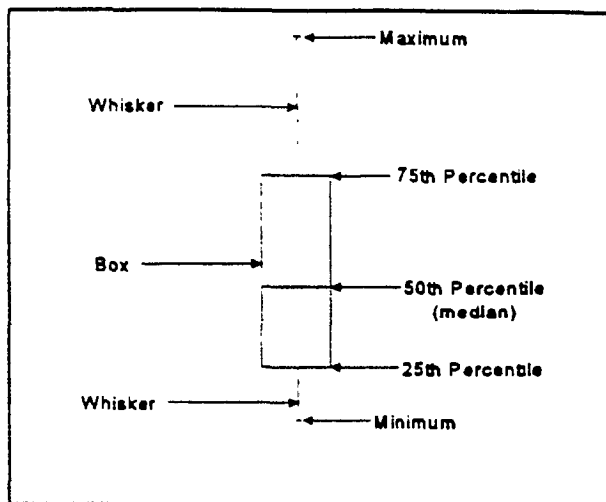 Maximum
Whisker
75th Percentile
Box
50th Percentile
(median)
25th Percentile
Whisker
Minimum